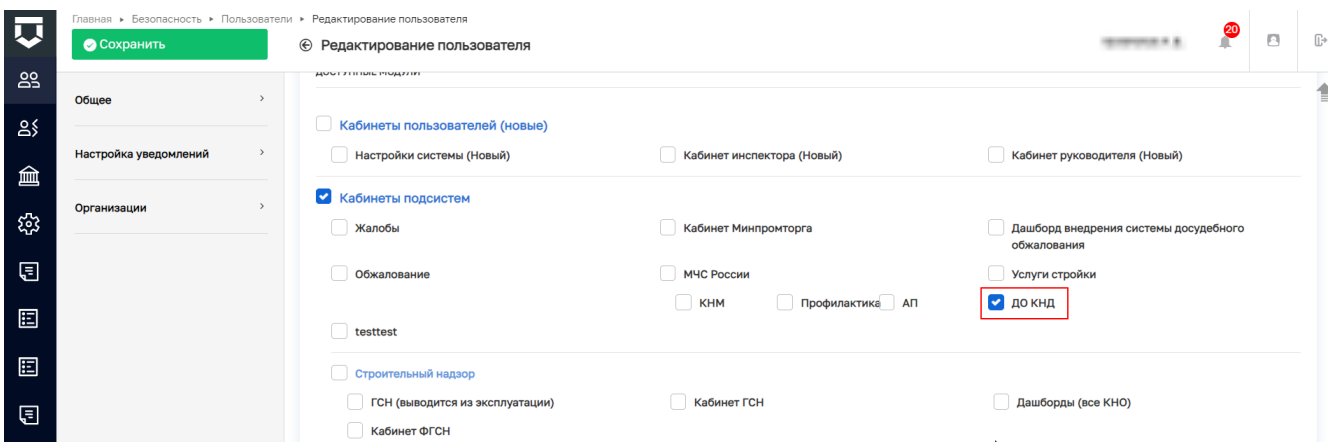 Главная ▸ Безопасность ▸ Пользователи ▸ Редактирование пользователя
Сохранить
Редактирование пользователя
20
ДОСТУПНЫЕ МОДУЛИ
Общее
Настройка уведомлений
Организации
Кабинеты пользователей (новые)
Настройки системы (Новый)
Кабинет инспектора (Новый)
Кабинет руководителя (Новый)
Кабинеты подсистем
Жалобы
Кабинет Минпромторга
Дашборд внедрения системы досудебного
обжалования
Обжалование
МЧС России
Услуги стройки
КНМ
Профилактика
АП
ДО КНД
testtest
Строительный надзор
ГСН (выводится из эксплуатации)
Кабинет ГСН
Дашборды (все КНО)
Кабинет ФГСН